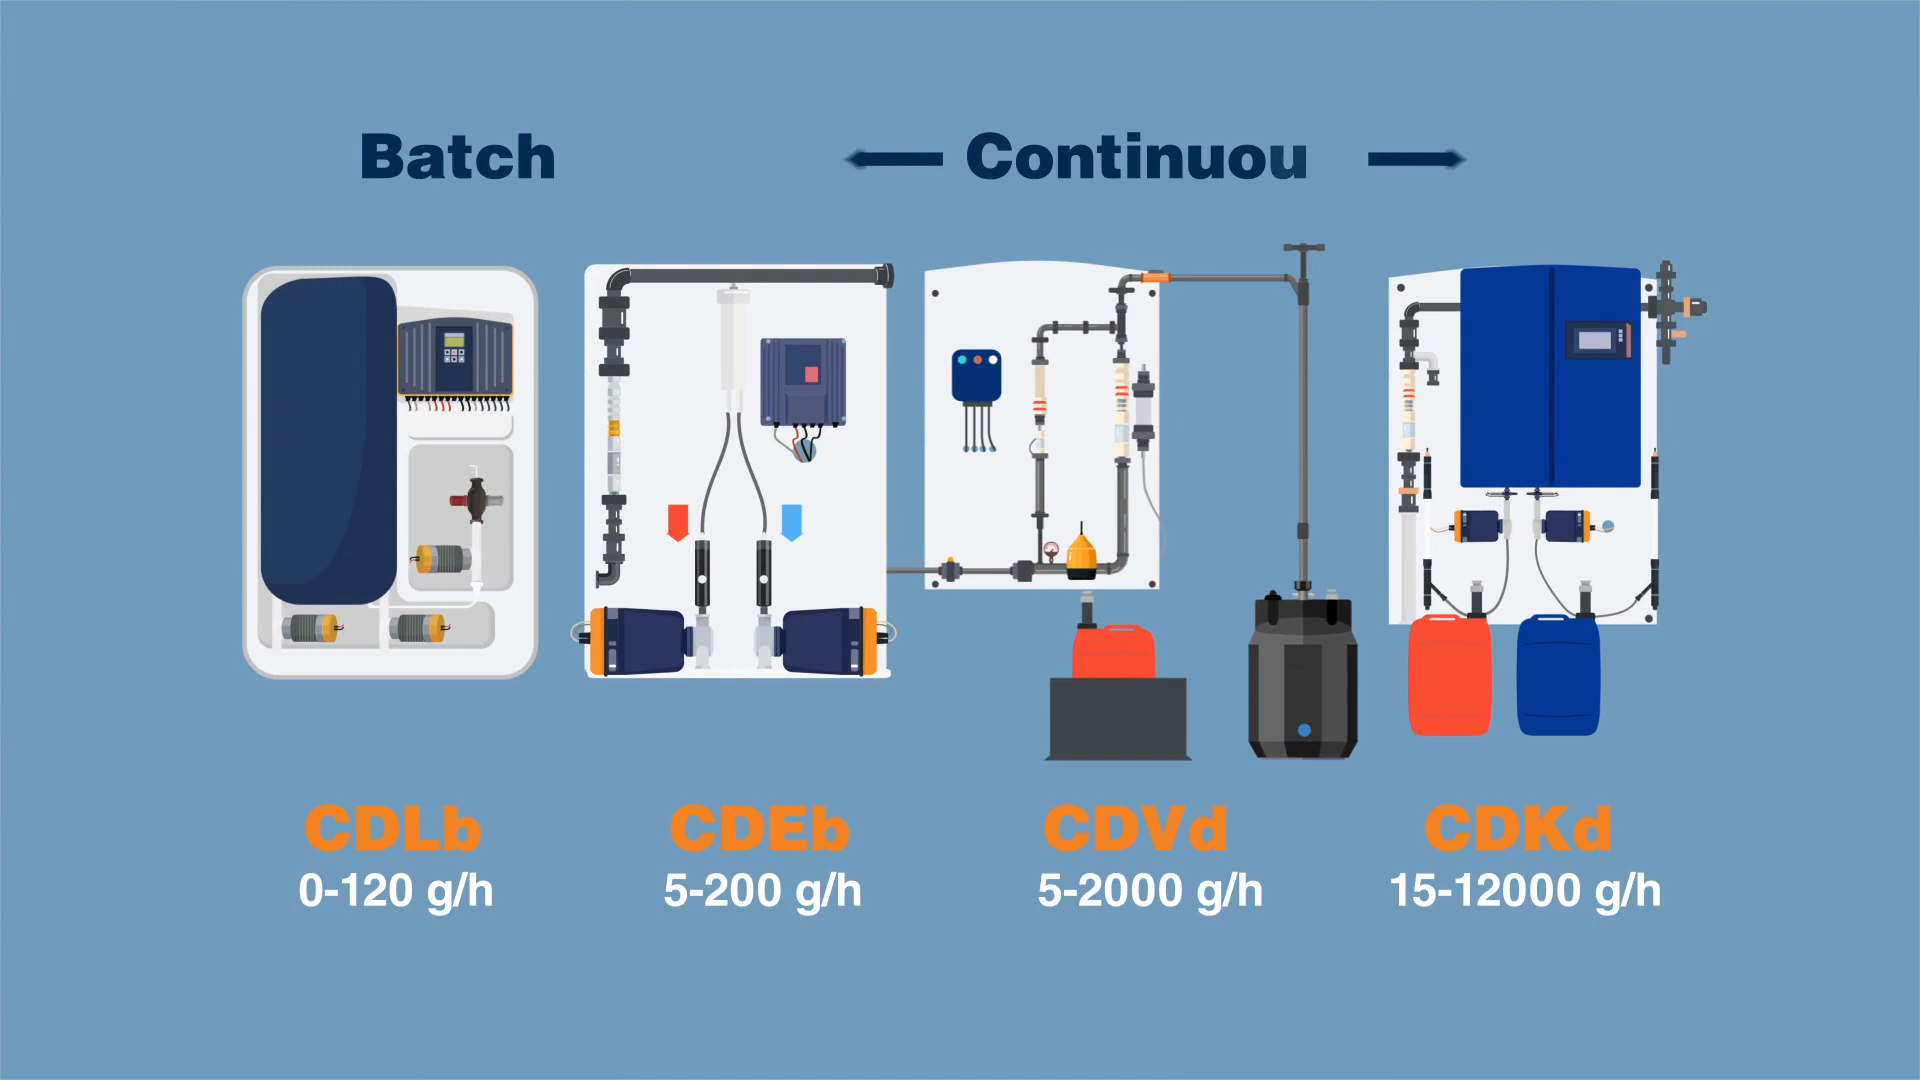 Batch
Continuou
CDLb
0-120 g/h
CDEb
5-200 g/h
CDVd
5-2000 g/h
CDKd
15-12000 g/h